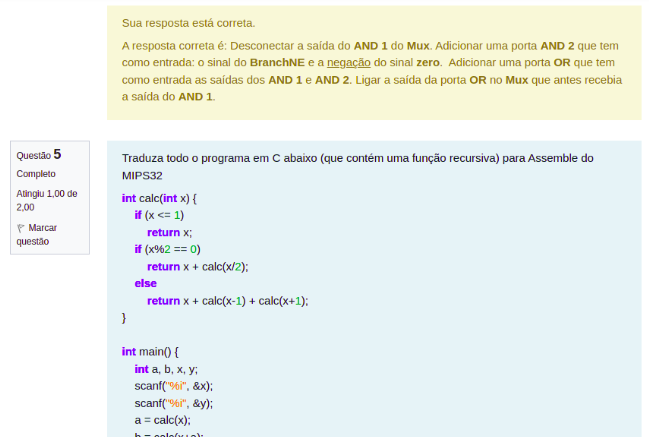 Sua resposta está correta.
A resposta correta é: Desconectar a saída do AND 1 do Mux. Adicionar uma porta AND 2 que tem
como entrada: o sinal do BranchNE e a negação do sinal zero. Adicionar uma porta OR que tem
como entrada as saídas dos AND 1 e AND 2. Ligar a saída da porta OR no Mux que antes recebia
a saída do AND 1.
Questão 5
Completo
Atingiu 1,00 de
2,00
Marcar
questão
Traduza todo o programa em C abaixo (que contém uma função recursiva) para Assemble do
MIPS32
int calc(int x) {
if (x <= 1)
return x;
if (x%2 == 0)
return x + calc(x/2);
else
return x + calc(x-1) + calc(x+1);
}
int main() {
int a, b, x, y;
scanf("%i", &x);
scanf("%i", &y);
a = calc(x);
b = calc(y+a);